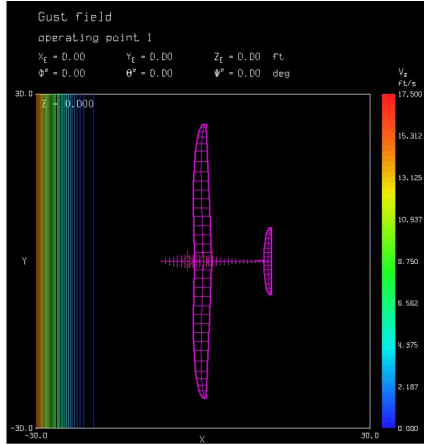 Gust field
operating point 1
X_E = 0.00 Y_E = 0.00 Z_E = 0.00 ft
Φ° = 0.00 Θ° = 0.00 Ψ° = 0.00 deg
V_z
ft/s
30.0
Z = 0.000
17.500
15.312
13.125
10.937
Y
8.750
6.562
4.375
2.187
-30.0
0.000
-30.0
X
30.0